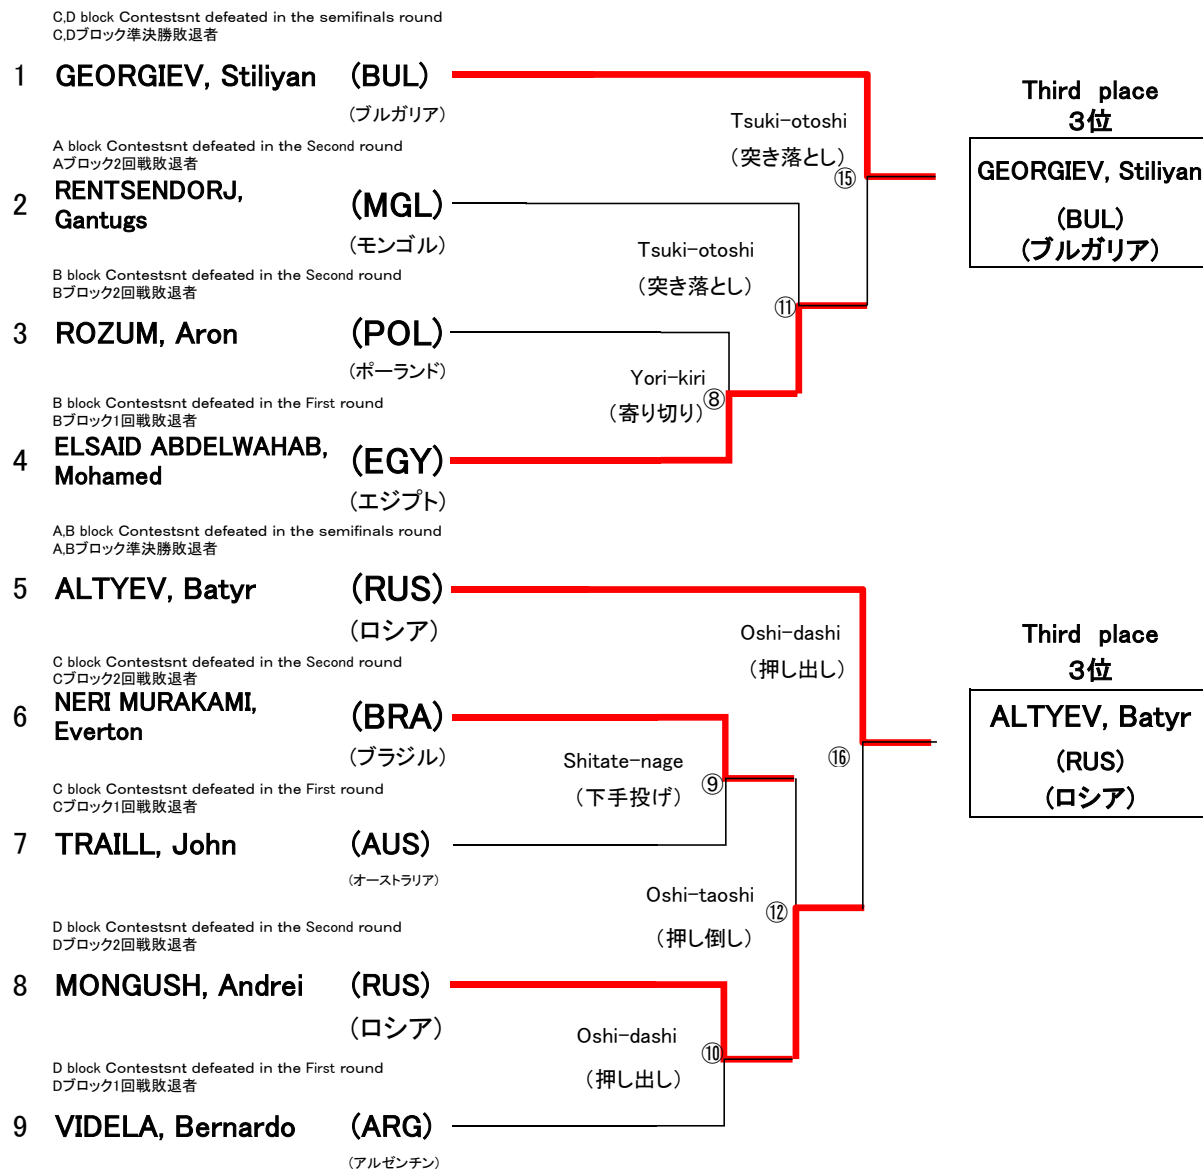 C,D block Contestsnt defeated in the semifinals round
C,Dブロック準決勝敗退者
1 GEORGIEV, Stiliyan (BUL)
(ブルガリア)
Tsuki-otoshi
(突き落とし)
⑮
Third place
3位
GEORGIEV, Stiliyan
(BUL)
(ブルガリア)
A block Contestsnt defeated in the Second round
Aブロック2回戦敗退者
2 RENTSENDORJ,
Gantugs
(MGL)
(モンゴル)
Tsuki-otoshi
(突き落とし)
⑪
B block Contestsnt defeated in the Second round
Bブロック2回戦敗退者
3 ROZUM, Aron (POL)
(ポーランド)
Yori-kiri
(寄り切り)
⑧
B block Contestsnt defeated in the First round
Bブロック1回戦敗退者
4 ELSAID ABDELWAHAB,
Mohamed
(EGY)
(エジプト)
A,B block Contestsnt defeated in the semifinals round
A,Bブロック準決勝敗退者
5 ALTYEV, Batyr (RUS)
(ロシア)
Oshi-dashi
(押し出し)
⑯
Third place
3位
ALTYEV, Batyr
(RUS)
(ロシア)
C block Contestsnt defeated in the Second round
Cブロック2回戦敗退者
6 NERI MURAKAMI,
Everton
(BRA)
(ブラジル)
Shitate-nage
(下手投げ)
⑨
C block Contestsnt defeated in the First round
Cブロック1回戦敗退者
7 TRAILL, John (AUS)
(オーストラリア)
Oshi-taoshi
(押し倒し)
⑫
D block Contestsnt defeated in the Second round
Dブロック2回戦敗退者
8 MONGUSH, Andrei (RUS)
(ロシア)
Oshi-dashi
(押し出し)
⑩
D block Contestsnt defeated in the First round
Dブロック1回戦敗退者
9 VIDELA, Bernardo (ARG)
(アルゼンチン)